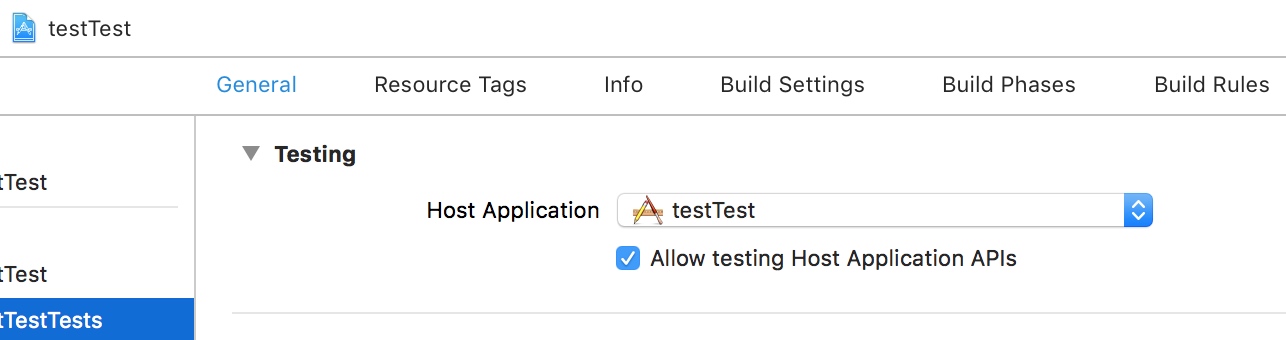 testTest
General Resource Tags Info Build Settings Build Phases Build Rules
Testing
tTest
Host Application testTest
Allow testing Host Application APIs
tTest
tTestTests